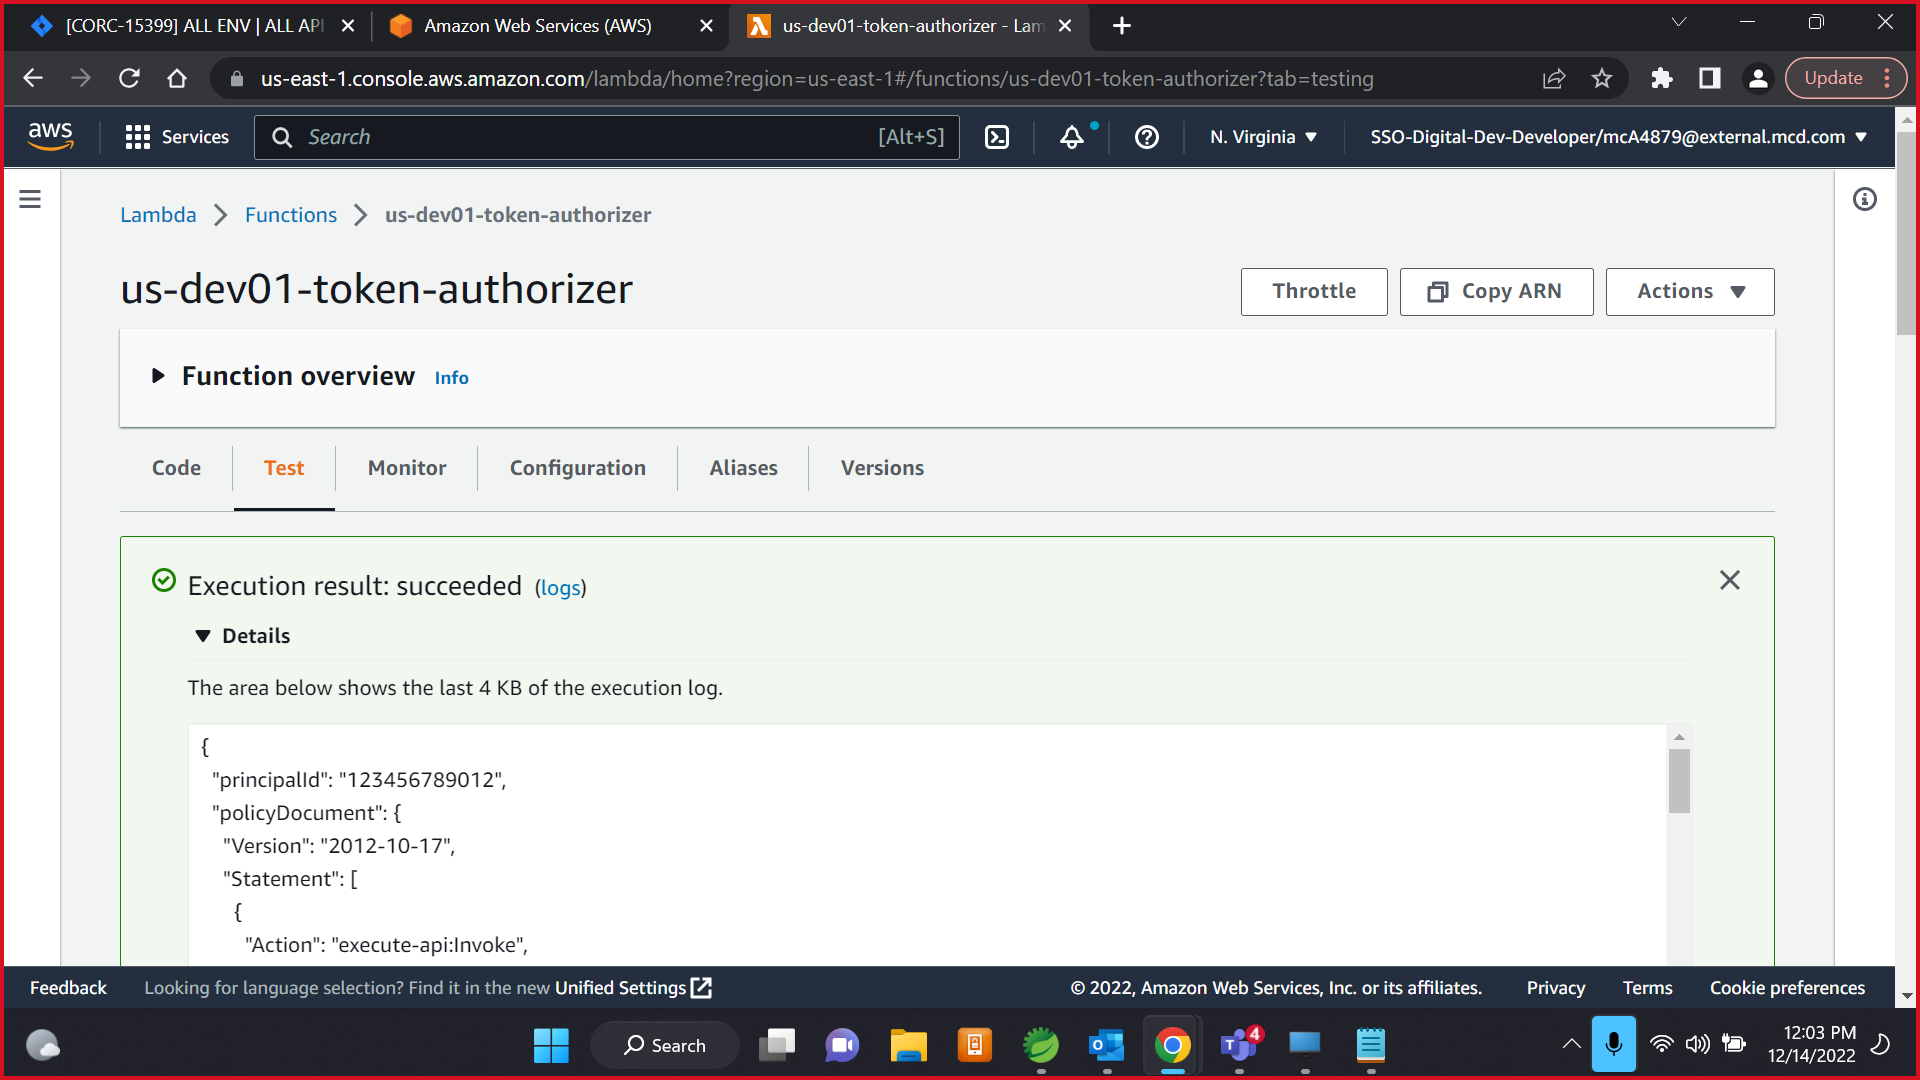 [CORC-15399] ALL ENV | ALL API
Amazon Web Services (AWS)
us-dev01-token-authorizer - Lam
us-east-1.console.aws.amazon.com/lambda/home?region=us-east-1#/functions/us-dev01-token-authorizer?tab=testing
Update
aws
Services
Search
[Alt+S]
N. Virginia
SSO-Digital-Dev-Developer/mcA4879@external.mcd.com
Lambda
Functions
us-dev01-token-authorizer
us-dev01-token-authorizer
Throttle
Copy ARN
Actions
Function overview Info
Code
Test
Monitor
Configuration
Aliases
Versions
Execution result: succeeded (logs)
Details
The area below shows the last 4 KB of the execution log.
{
"principalId": "123456789012",
"policyDocument": {
"Version": "2012-10-17",
"Statement": [
{
"Action": "execute-api:Invoke",
Feedback
Looking for language selection? Find it in the new Unified Settings
© 2022, Amazon Web Services, Inc. or its affiliates.
Privacy
Terms
Cookie preferences
Search
4
12:03 PM
12/14/2022